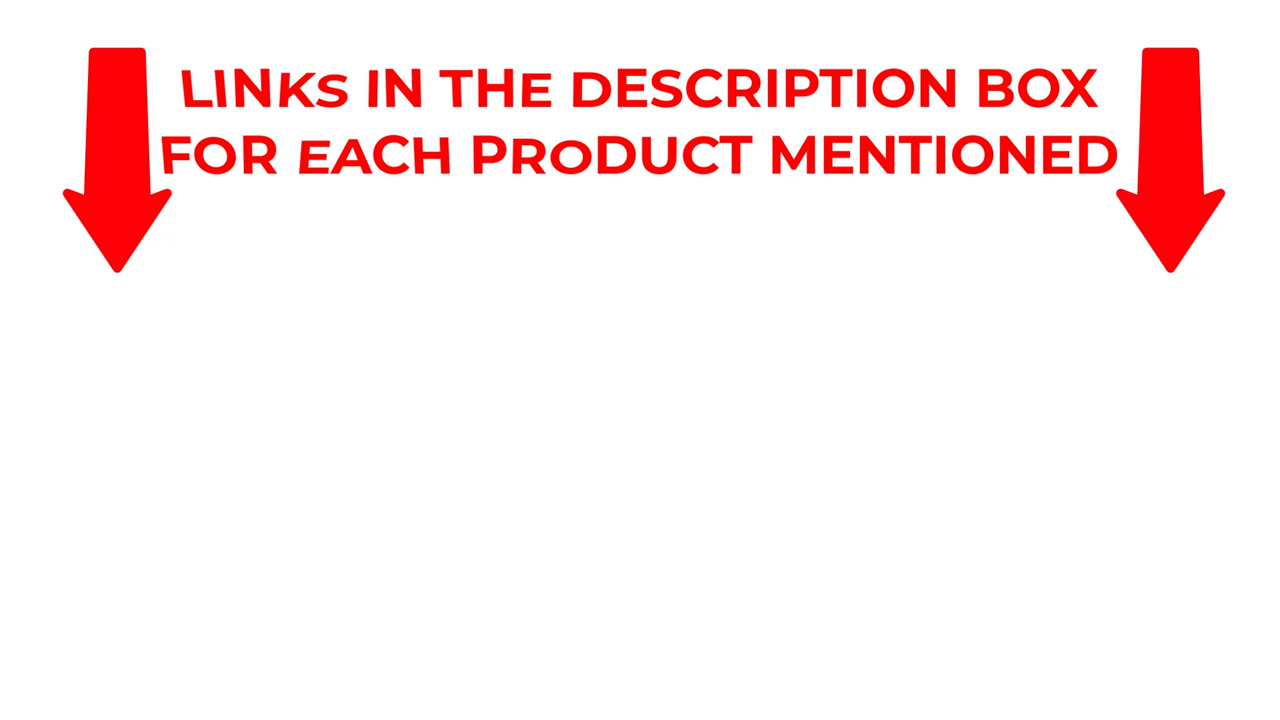 LINKS IN THE DESCRIPTION BOX
FOR EACH PRODUCT MENTIONED